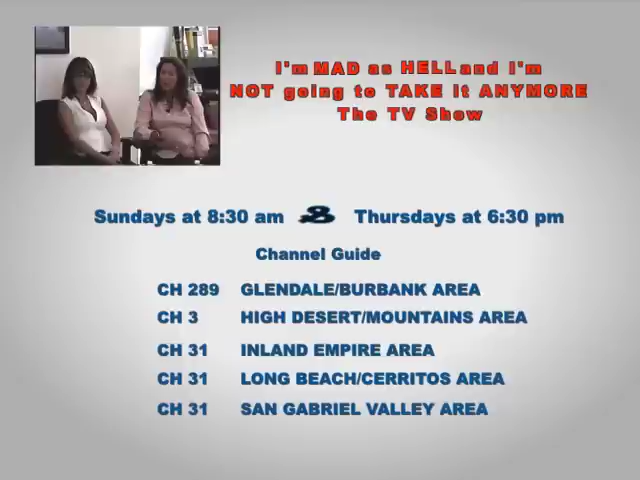 I'm MAD as HELL and I'm
NOT going to TAKE it ANYMORE
The TV Show
Sundays at 8:30 am & Thursdays at 6:30 pm
Channel Guide
CH 289 GLENDALE/BURBANK AREA
CH 3 HIGH DESERT/MOUNTAINS AREA
CH 31 INLAND EMPIRE AREA
CH 31 LONG BEACH/CERRITOS AREA
CH 31 SAN GABRIEL VALLEY AREA